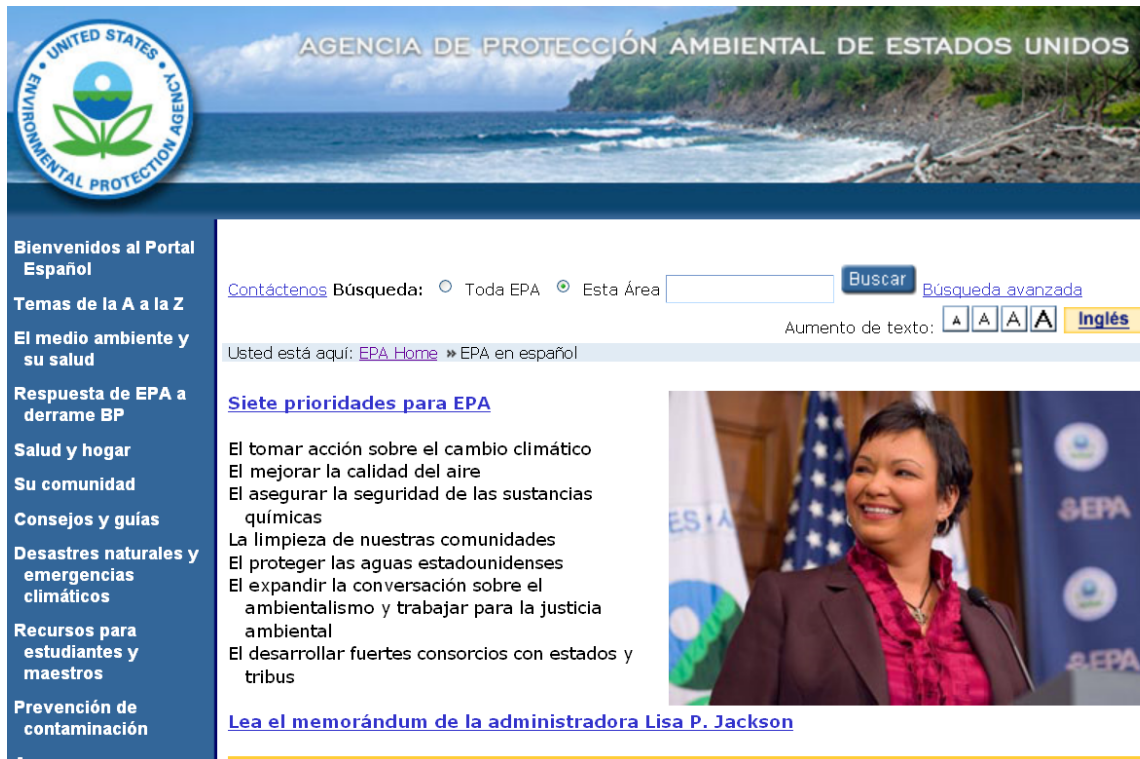 UNITED STATES
ENVIRONMENTAL PROTECTION AGENCY
AGENCIA DE PROTECCIÓN AMBIENTAL DE ESTADOS UNIDOS
Bienvenidos al Portal
Español
Temas de la A a la Z
El medio ambiente y
su salud
Respuesta de EPA a
derrame BP
Salud y hogar
Su comunidad
Consejos y guías
Desastres naturales y
emergencias
climáticos
Recursos para
estudiantes y
maestros
Prevención de
contaminación
Contáctenos Búsqueda: Toda EPA Esta Área Buscar Búsqueda avanzada
Aumento de texto: A A A A Inglés
Usted está aquí: EPA Home » EPA en español
Siete prioridades para EPA
El tomar acción sobre el cambio climático
El mejorar la calidad del aire
El asegurar la seguridad de las sustancias
químicas
La limpieza de nuestras comunidades
El proteger las aguas estadounidenses
El expandir la conversación sobre el
ambientalismo y trabajar para la justicia
ambiental
El desarrollar fuertes consorcios con estados y
tribus
EPA
EPA
Lea el memorándum de la administradora Lisa P. Jackson